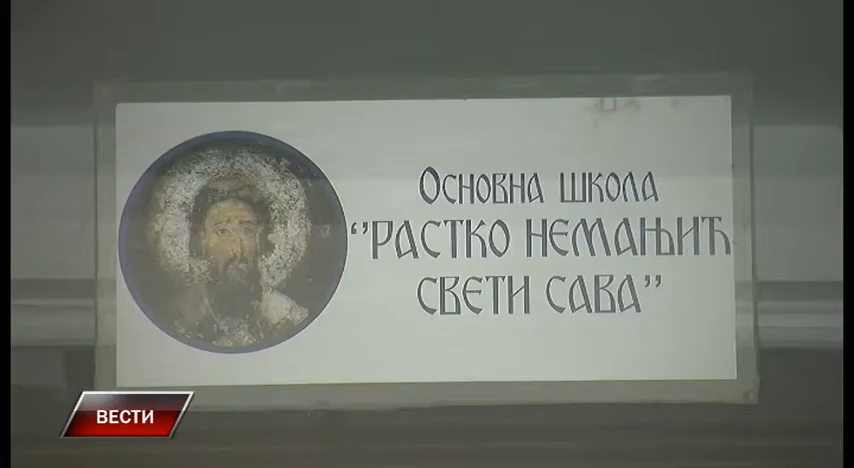 ОСНОВНА ШКОЛА
‘’РАСТКО НЕМАЊИЋ
СВЕТИ САВА’’
ВЕСТИ